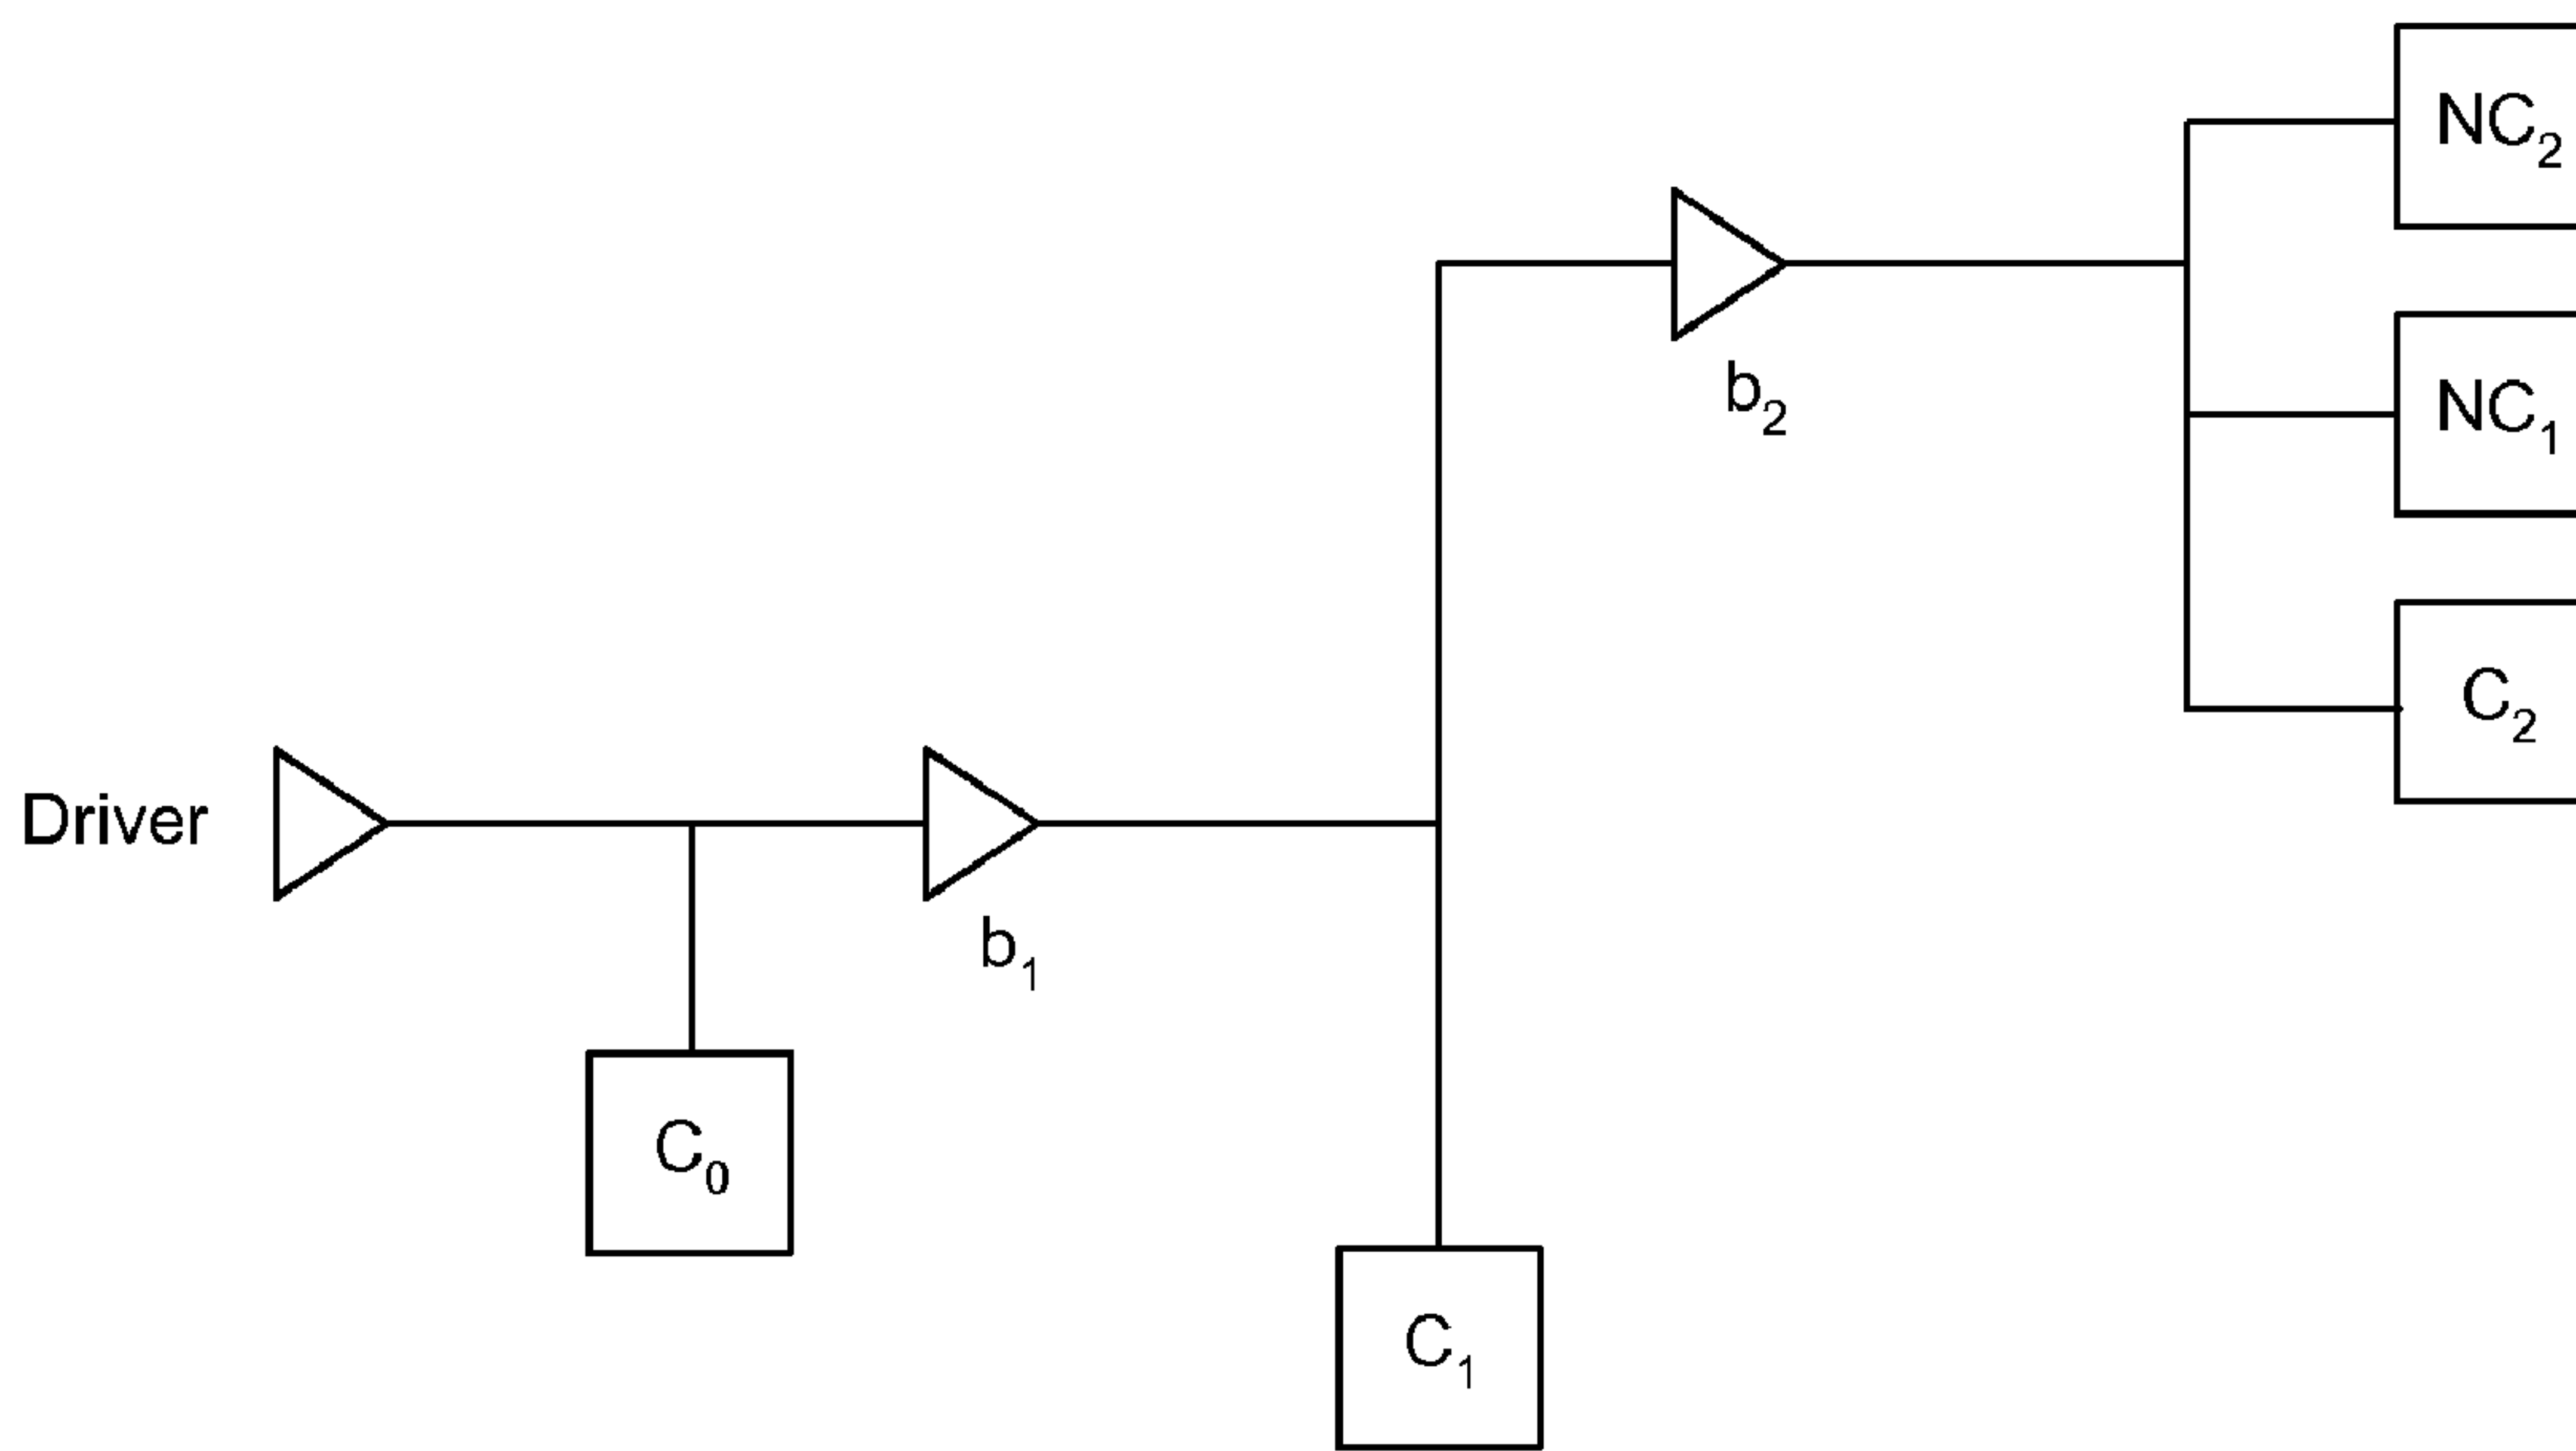 NC₂
b₂
NC₁
C₂
Driver
b₁
C₀
C₁